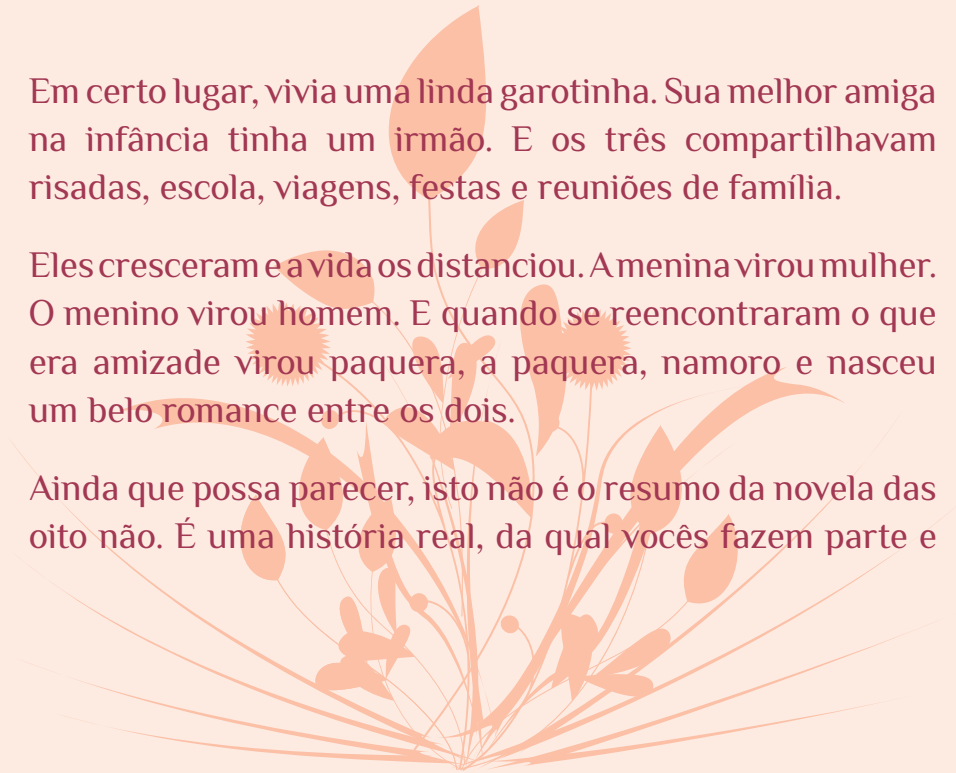 Em certo lugar, vivia uma linda garotinha. Sua melhor amiga
na infância tinha um irmão. E os três compartilhavam
risadas, escola, viagens, festas e reuniões de família.
Eles cresceram e a vida os distanciou. A menina virou mulher.
O menino virou homem. E quando se reencontraram o que
era amizade virou paquera, a paquera, namoro e nasceu
um belo romance entre os dois.
Ainda que possa parecer, isto não é o resumo da novela das
oito não. É uma história real, da qual vocês fazem parte e